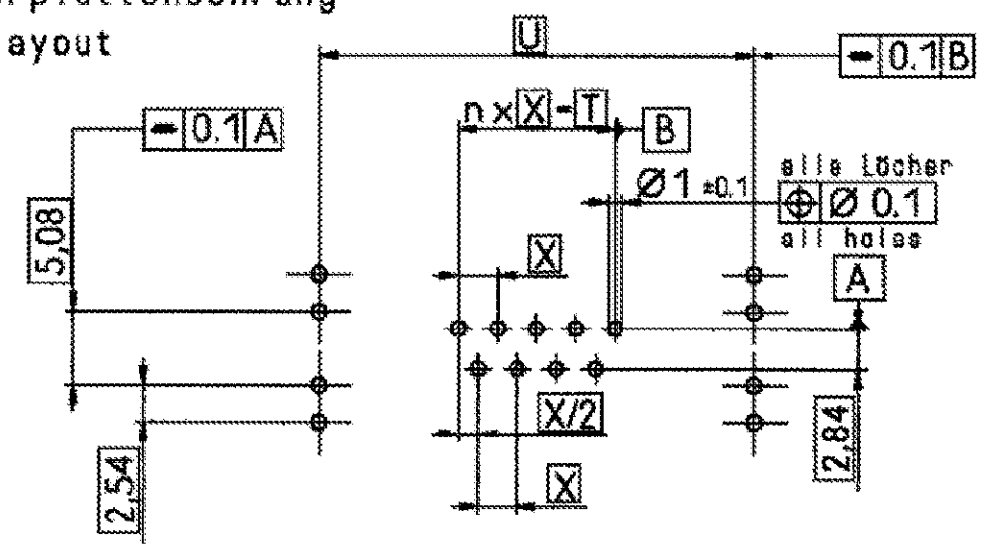 ayout
U
0.1 B
n x X - T
B
0.1 A
alle Löcher
Ø 1 ±0.1
Ø 0.1
all holes
5,08
X
A
X/2
2,84
2,54
X